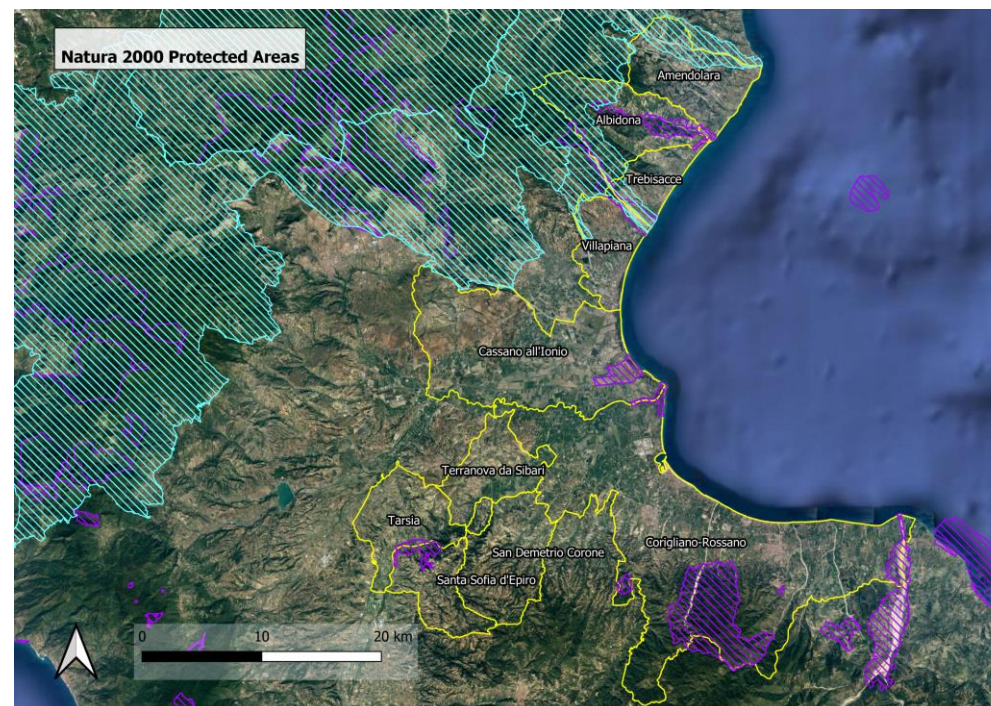 Natura 2000 Protected Areas
Amendolara
Albidona
Trebisacce
Villapiana
Cassano all'Ionio
Terranova da Sibari
Tarsia
San Demetrio Corone
Corigliano-Rossano
Santa Sofia d'Epiro
0 10 20 km